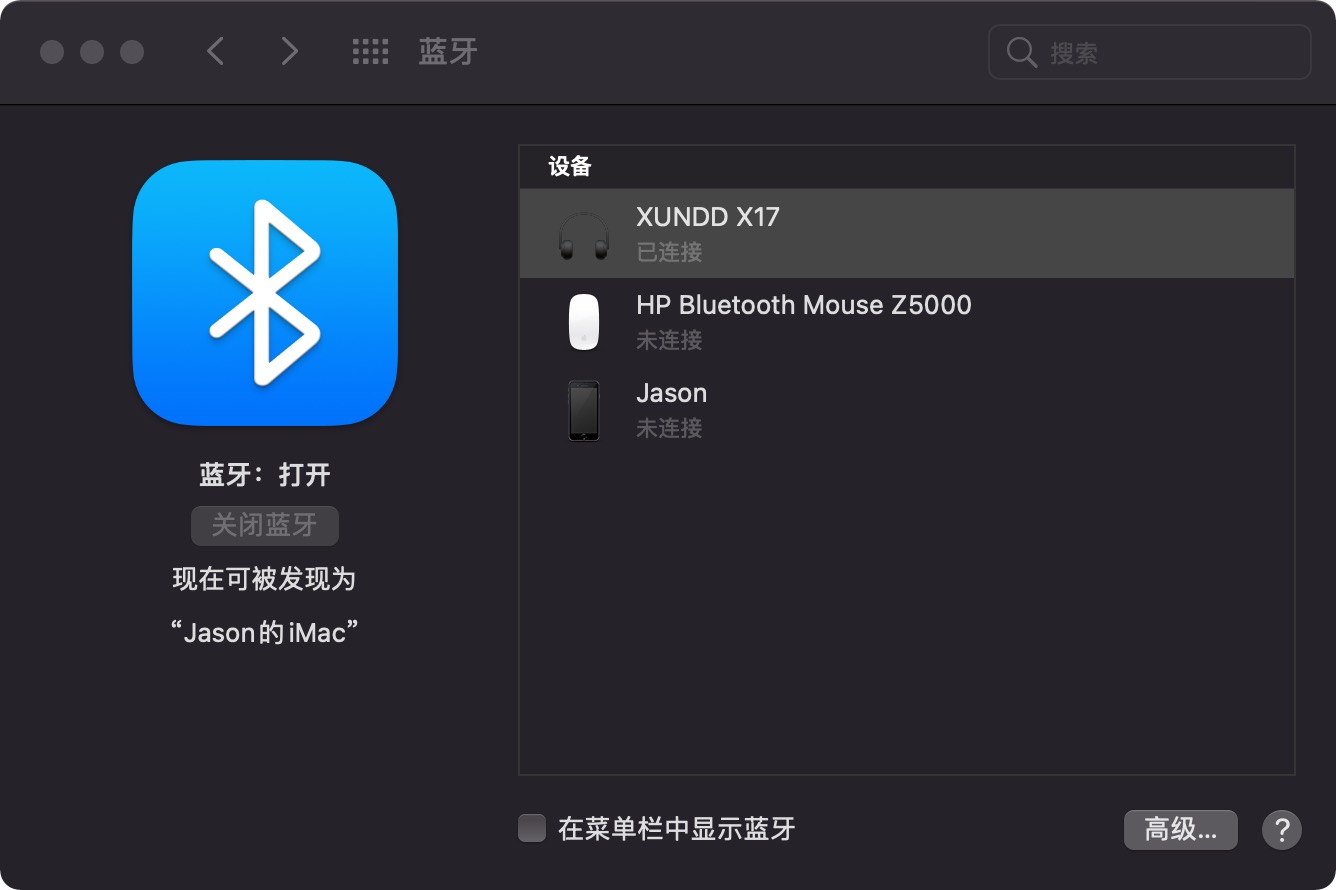 蓝牙
搜索
蓝牙：打开
关闭蓝牙
现在可被发现为
“Jason的iMac”
设备
XUNDD X17
已连接
HP Bluetooth Mouse Z5000
未连接
Jason
未连接
在菜单栏中显示蓝牙
高级...
?